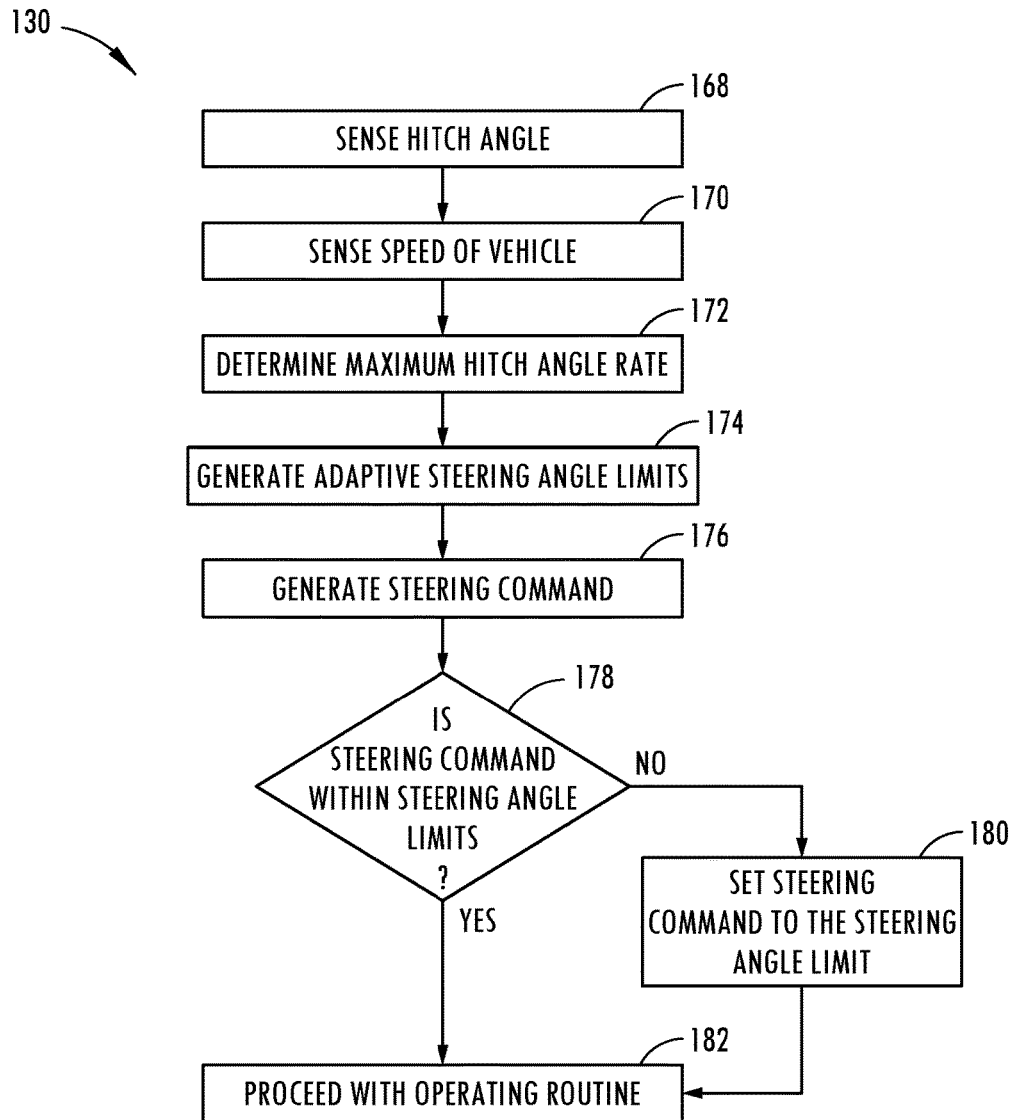 130
168
SENSE HITCH ANGLE
170
SENSE SPEED OF VEHICLE
172
DETERMINE MAXIMUM HITCH ANGLE RATE
174
GENERATE ADAPTIVE STEERING ANGLE LIMITS
176
GENERATE STEERING COMMAND
178
IS
STEERING COMMAND
WITHIN STEERING ANGLE
LIMITS
?
NO
YES
180
SET STEERING
COMMAND TO THE STEERING
ANGLE LIMIT
182
PROCEED WITH OPERATING ROUTINE